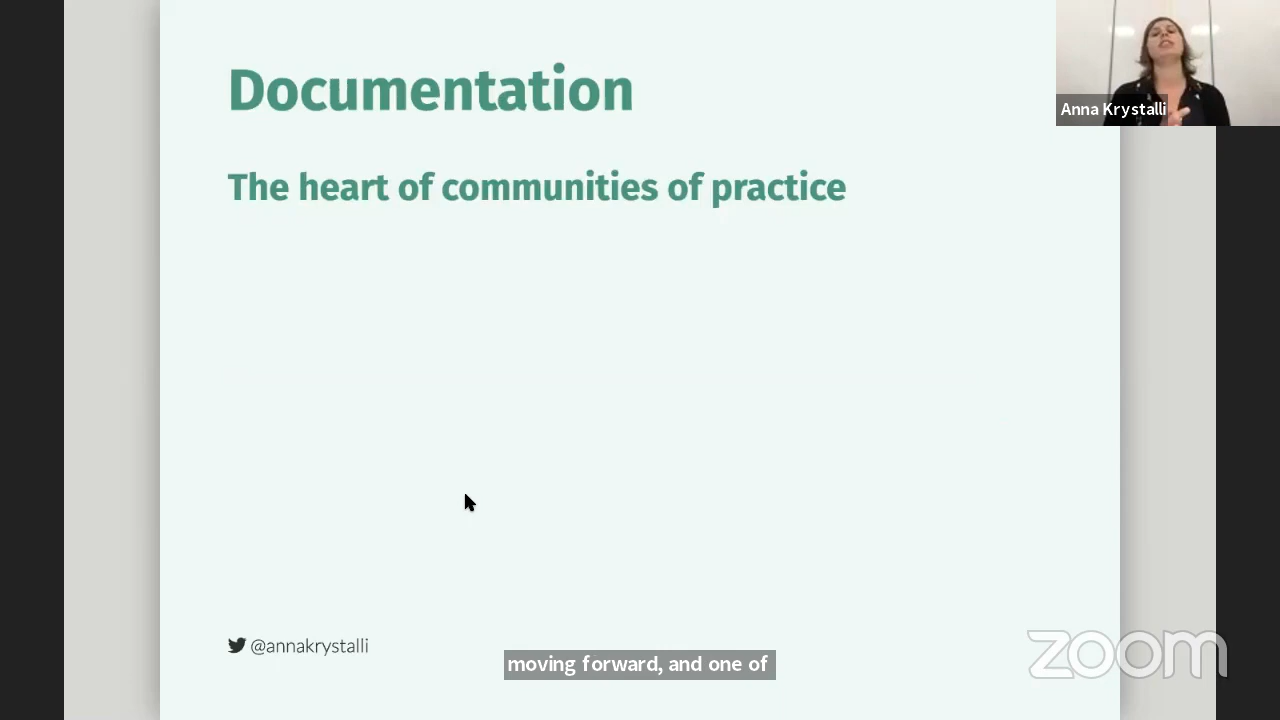 Documentation
The heart of communities of practice
Anna Krystalli
@annakrystalli
moving forward, and one of
zoom